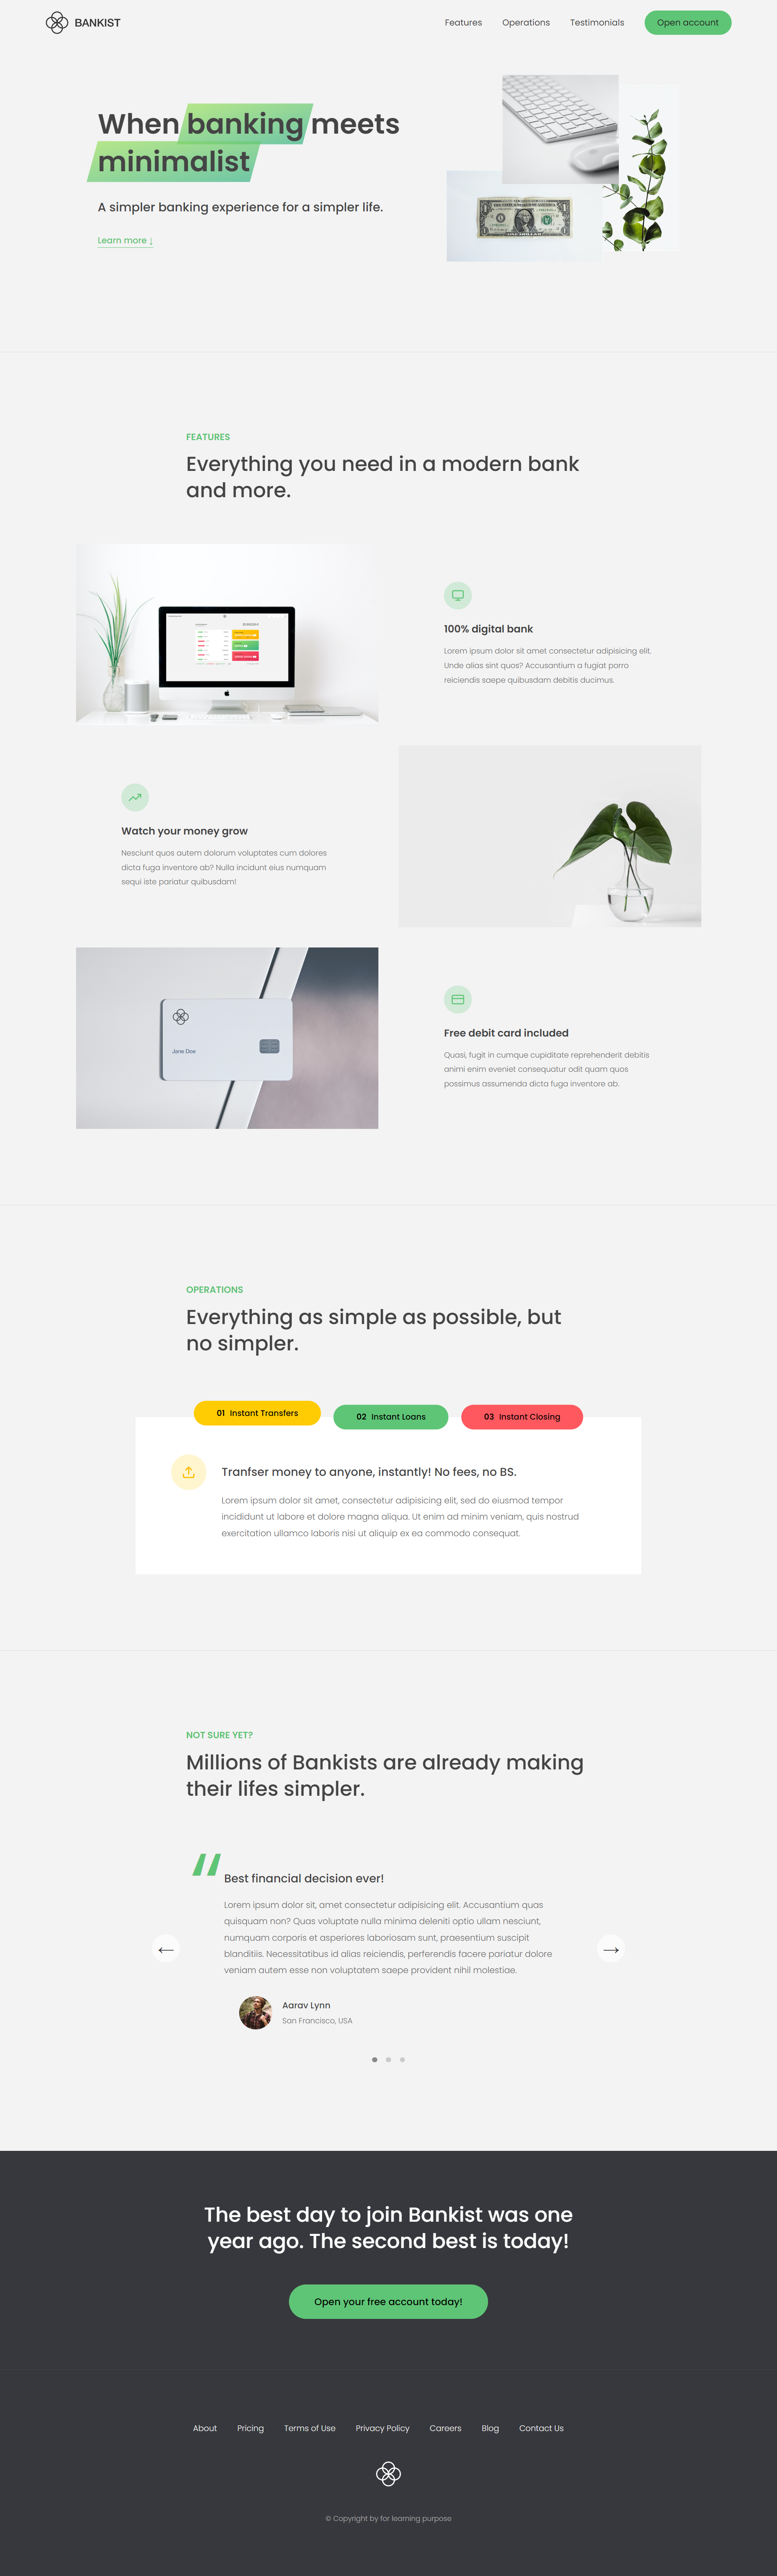 BANKIST
Features
Operations
Testimonials
Open account
When banking meets
minimalist
A simpler banking experience for a simpler life.
Learn more ↓
FEATURES
Everything you need in a modern bank
and more.
100% digital bank
Lorem ipsum dolor sit amet consectetur adipisicing elit.
Unde alias sint quos? Accusantium a fugiat porro
reiciendis saepe quibusdam debitis ducimus.
Watch your money grow
Nesciunt quos autem dolorum voluptates cum dolores
dicta fuga inventore ab? Nulla incidunt eius numquam
sequi iste pariatur quibusdam!
Jane Doe
Free debit card included
Quasi, fugit in cumque cupiditate reprehenderit debitis
animi enim eveniet consequatur odit quam quos
possimus assumenda dicta fuga inventore ab.
OPERATIONS
Everything as simple as possible, but
no simpler.
01 Instant Transfers
02 Instant Loans
03 Instant Closing
Tranfser money to anyone, instantly! No fees, no BS.
Lorem ipsum dolor sit amet, consectetur adipisicing elit, sed do eiusmod tempor
incididunt ut labore et dolore magna aliqua. Ut enim ad minim veniam, quis nostrud
exercitation ullamco laboris nisi ut aliquip ex ea commodo consequat.
NOT SURE YET?
Millions of Bankists are already making
their lifes simpler.
Best financial decision ever!
Lorem ipsum dolor sit, amet consectetur adipisicing elit. Accusantium quas
quisquam non? Quas voluptate nulla minima deleniti optio ullam nesciunt,
numquam corporis et asperiores laboriosam sunt, praesentium suscipit
blanditiis. Necessitatibus id alias reiciendis, perferendis facere pariatur dolore
veniam autem esse non voluptatem saepe provident nihil molestiae.
Aarav Lynn
San Francisco, USA
The best day to join Bankist was one
year ago. The second best is today!
Open your free account today!
About
Pricing
Terms of Use
Privacy Policy
Careers
Blog
Contact Us
© Copyright by for learning purpose